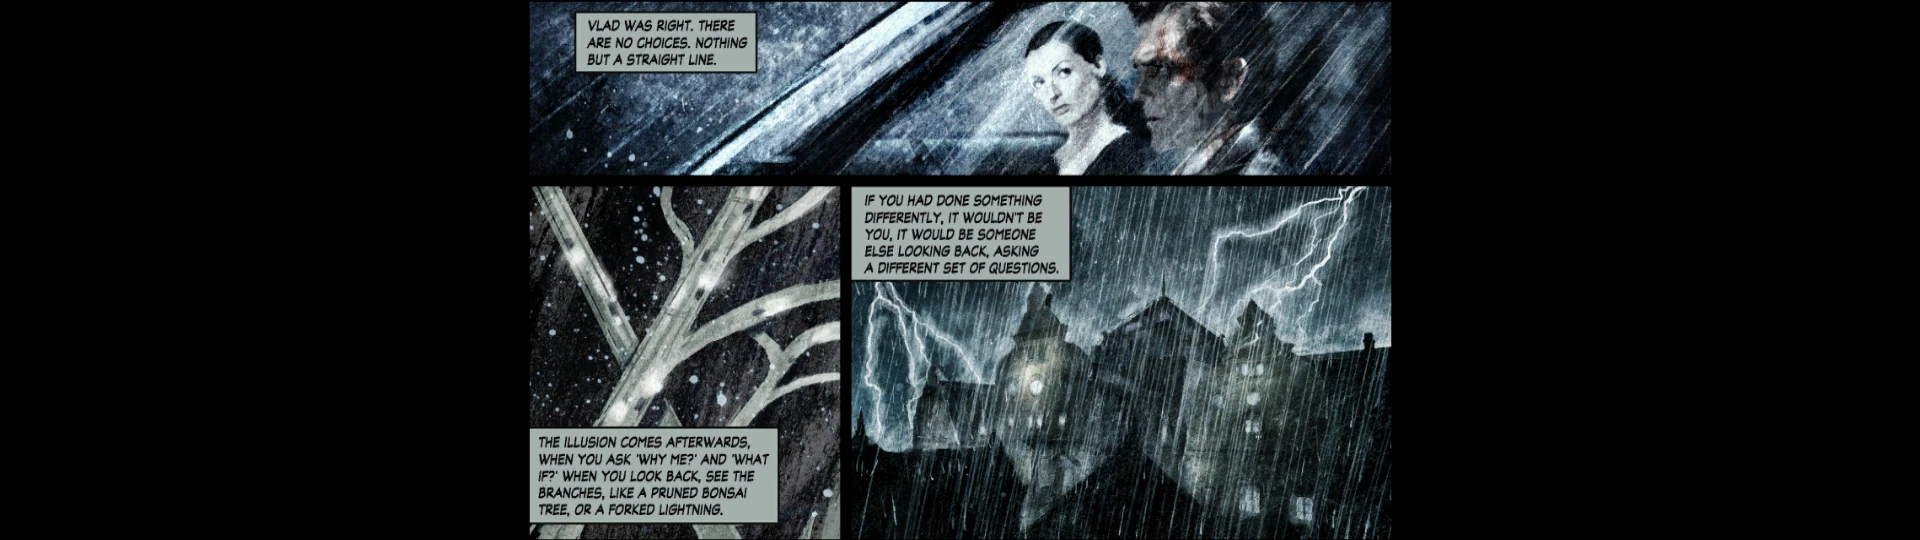 VLAD WAS RIGHT. THERE
ARE NO CHOICES. NOTHING
BUT A STRAIGHT LINE.
THE ILLUSION COMES AFTERWARDS,
WHEN YOU ASK 'WHY ME?' AND 'WHAT
IF?' WHEN YOU LOOK BACK, SEE THE
BRANCHES, LIKE A PRUNED BONSAI
TREE, OR A FORKED LIGHTNING.
IF YOU HAD DONE SOMETHING
DIFFERENTLY, IT WOULDN'T BE
YOU, IT WOULD BE SOMEONE
ELSE LOOKING BACK, ASKING
A DIFFERENT SET OF QUESTIONS.